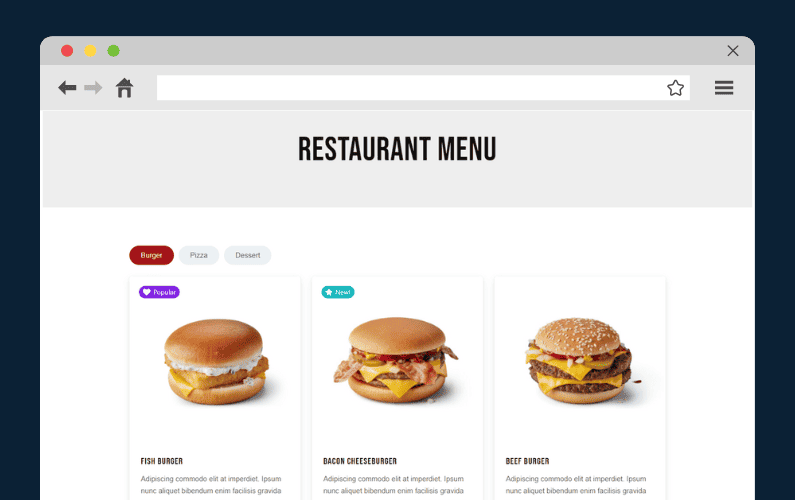 RESTAURANT MENU
Burger Pizza Dessert
Popular
New!
FISH BURGER
Adipiscing commodo elit at imperdiet. Ipsum
nunc aliquet bibendum enim facilisis gravida
BACON CHEESEBURGER
Adipiscing commodo elit at imperdiet. Ipsum
nunc aliquet bibendum enim facilisis gravida
BEEF BURGER
Adipiscing commodo elit at imperdiet. Ipsum
nunc aliquet bibendum enim facilisis gravida